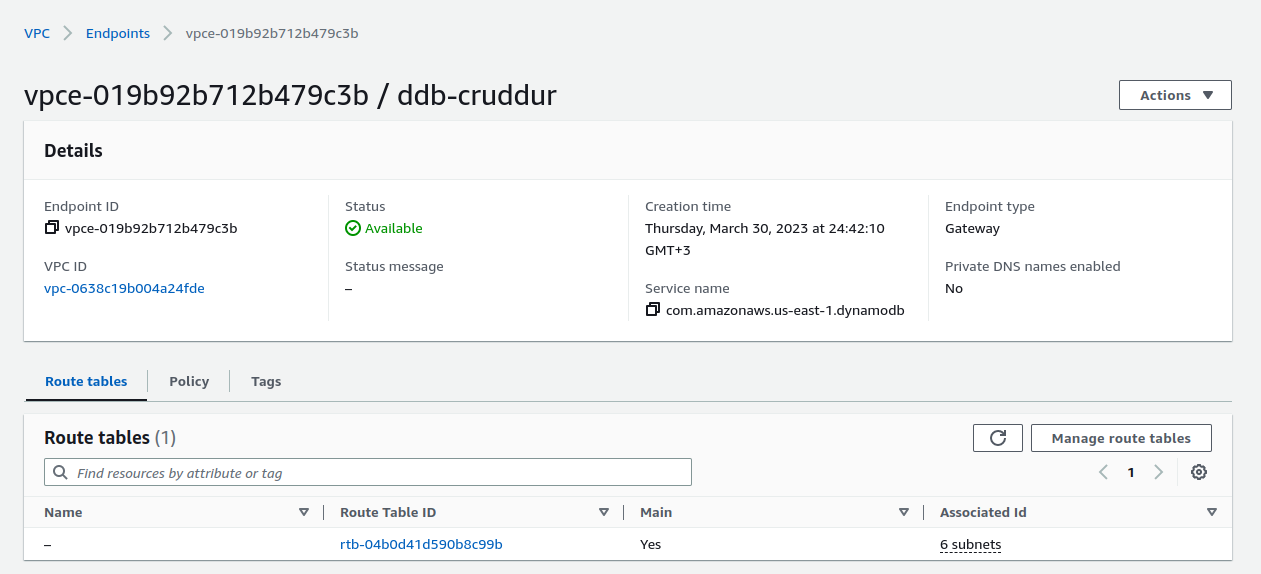 VPC > Endpoints > vpce-019b92b712b479c3b
vpce-019b92b712b479c3b / ddb-cruddur
Actions
Details
Endpoint ID
vpce-019b92b712b479c3b
VPC ID
vpc-0638c19b004a24fde
Status
Available
Status message
–
Creation time
Thursday, March 30, 2023 at 24:42:10
GMT+3
Service name
com.amazonaws.us-east-1.dynamodb
Endpoint type
Gateway
Private DNS names enabled
No
Route tables Policy Tags
Route tables (1)
Manage route tables
Find resources by attribute or tag
1
Name Route Table ID Main Associated Id
– rtb-04b0d41d590b8c99b Yes 6 subnets